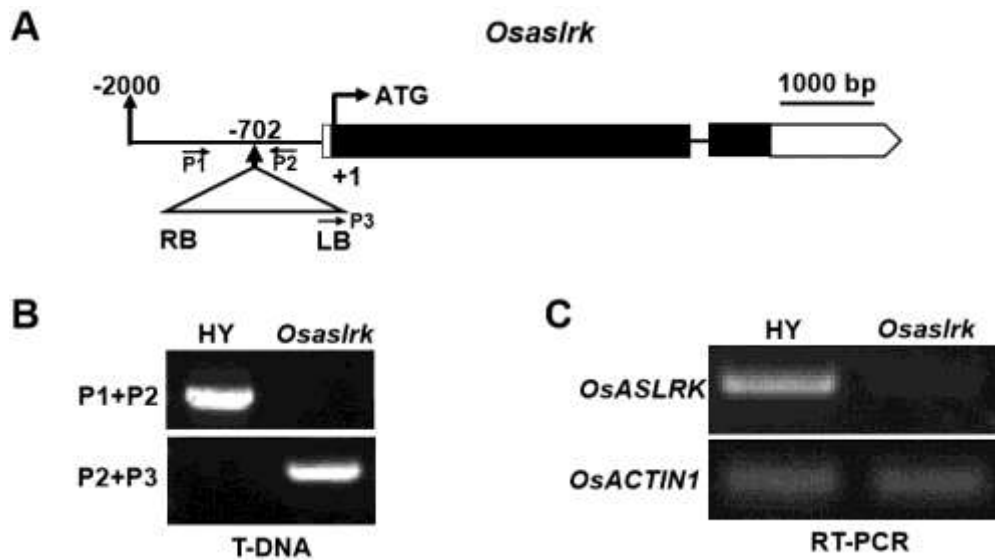 A
Osaslrk
-2000
ATG
1000 bp
-702
P1
P2
+1
P3
RB
LB
B
HY
Osaslrk
P1+P2
P2+P3
T-DNA
C
HY
Osaslrk
OsASLRK
OsACTIN1
RT-PCR